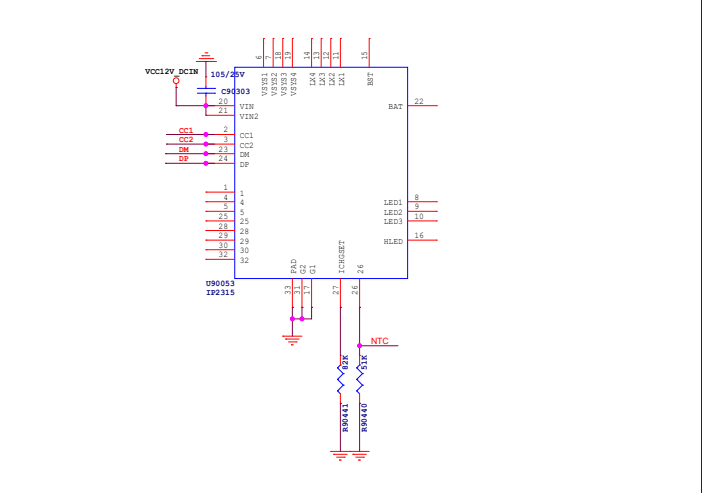 6
7
18
19
14
13
12
11
15
VSYS1
VSYS2
VSYS3
VSYS4
LX4
LX3
LX2
LX1
BST
VCC12V_DCIN
105/25V
C90303
20 VIN
21 VIN2
BAT 22
CC1 2 CC1
CC2 3 CC2
DM 23 DM
DP 24 DP
1 1
4 4
5 5
25 25
28 28
29 29
30 30
32 32
LED1 8
LED2 9
LED3 10
HLED 16
PAD
G2
G1
ICHGSET
26
U90053
IP2315
33
31
17
27
26
NTC
82K
51K
R90441
R90440